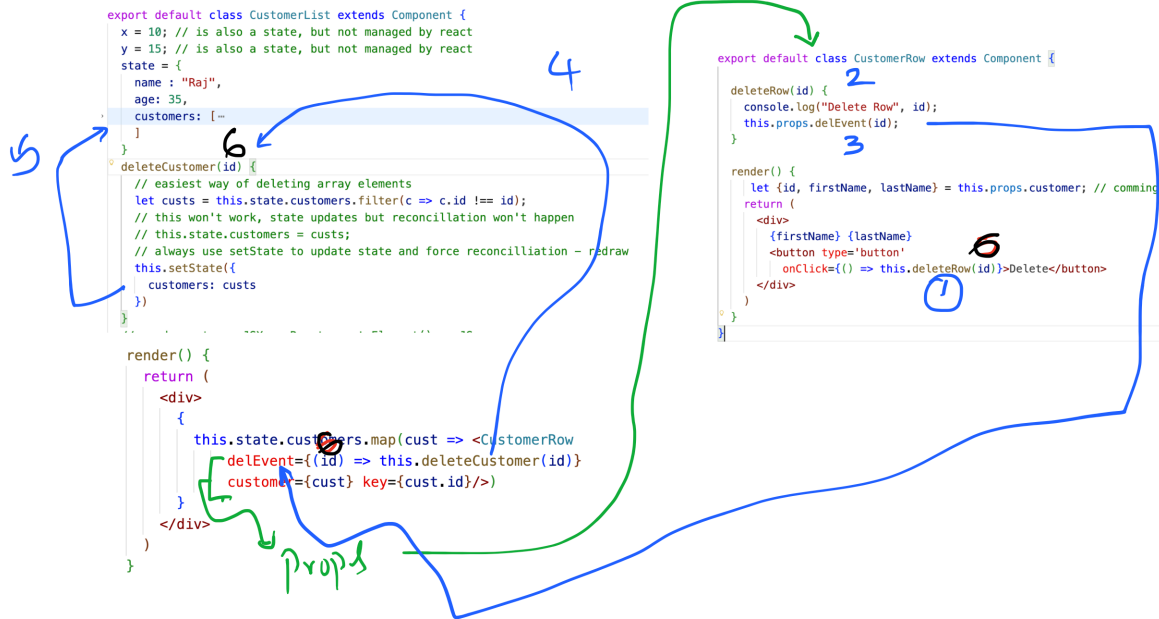 export default class CustomerList extends Component {
x = 10; // is also a state, but not managed by react
y = 15; // is also a state, but not managed by react
state = {
name : "Raj",
age: 35,
customers: [⋯
]
}
deleteCustomer(id) {
// easiest way of deleting array elements
let custs = this.state.customers.filter(c => c.id !== id);
// this won't work, state updates but reconcillation won't happen
// this.state.customers = custs;
// always use setState to update state and force reconcilliation – redraw
this.setState({
customers: custs
})
}
render() {
return (
<div>
{
this.state.customers.map(cust => <CustomerRow
delEvent={(id) => this.deleteCustomer(id)}
customer={cust} key={cust.id}/>)
}
</div>
)
}
Props
4
5
6
6
export default class CustomerRow extends Component {
2
deleteRow(id) {
console.log("Delete Row", id);
this.props.delEvent(id);
}
3
render() {
let {id, firstName, lastName} = this.props.customer; // comming
return (
<div>
{firstName} {lastName}
<button type='button'
onClick={() => this.deleteRow(id)}>Delete</button>
</div>
)
}
}
6
1